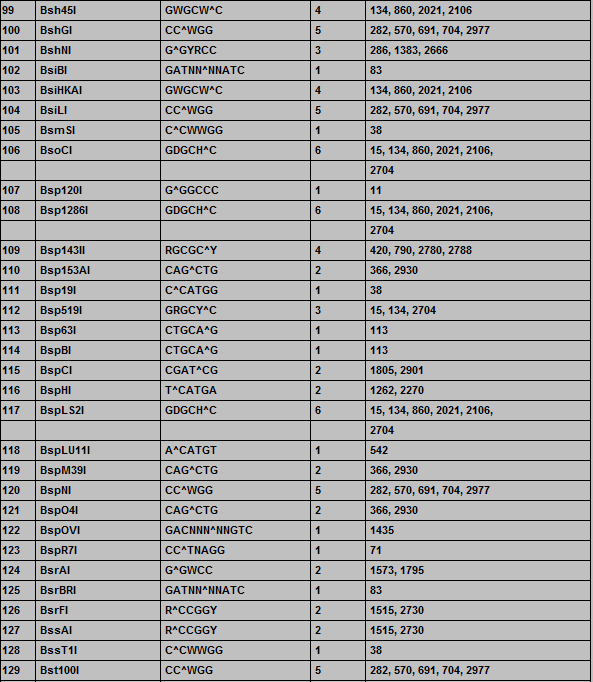 99 Bsh45I GWGCW^C 4 134, 860, 2021, 2106
100 BshGI CC^WGG 5 282, 570, 691, 704, 2977
101 BshNI G^GYRCC 3 286, 1383, 2666
102 BsiBI GATNN^NNATC 1 83
103 BsiHKAI GWGCW^C 4 134, 860, 2021, 2106
104 BsiLI CC^WGG 5 282, 570, 691, 704, 2977
105 BsmSI C^CWWGG 1 38
106 BsoCI GDGCH^C 6 15, 134, 860, 2021, 2106,
2704
107 Bsp120I G^GGCCC 1 11
108 Bsp1286I GDGCH^C 6 15, 134, 860, 2021, 2106,
2704
109 Bsp143II RGCGC^Y 4 420, 790, 2780, 2788
110 Bsp153AI CAG^CTG 2 366, 2930
111 Bsp19I C^CATGG 1 38
112 Bsp519I GRGCY^C 3 15, 134, 2704
113 Bsp63I CTGCA^G 1 113
114 BspBI CTGCA^G 1 113
115 BspCI CGAT^CG 2 1805, 2901
116 BspHI T^CATGA 2 1262, 2270
117 BspLS2I GDGCH^C 6 15, 134, 860, 2021, 2106,
2704
118 BspLU11I A^CATGT 1 542
119 BspM39I CAG^CTG 2 366, 2930
120 BspNI CC^WGG 5 282, 570, 691, 704, 2977
121 BspO4I CAG^CTG 2 366, 2930
122 BspOVI GACNNN^NNGTC 1 1435
123 BspR7I CC^TNAGG 1 71
124 BsrAI G^GWCC 2 1573, 1795
125 BsrBRI GATNN^NNATC 1 83
126 BsrFI R^CCGGY 2 1515, 2730
127 BssAI R^CCGGY 2 1515, 2730
128 BssT1I C^CWWGG 1 38
129 Bst100I CC^WGG 5 282, 570, 691, 704, 2977